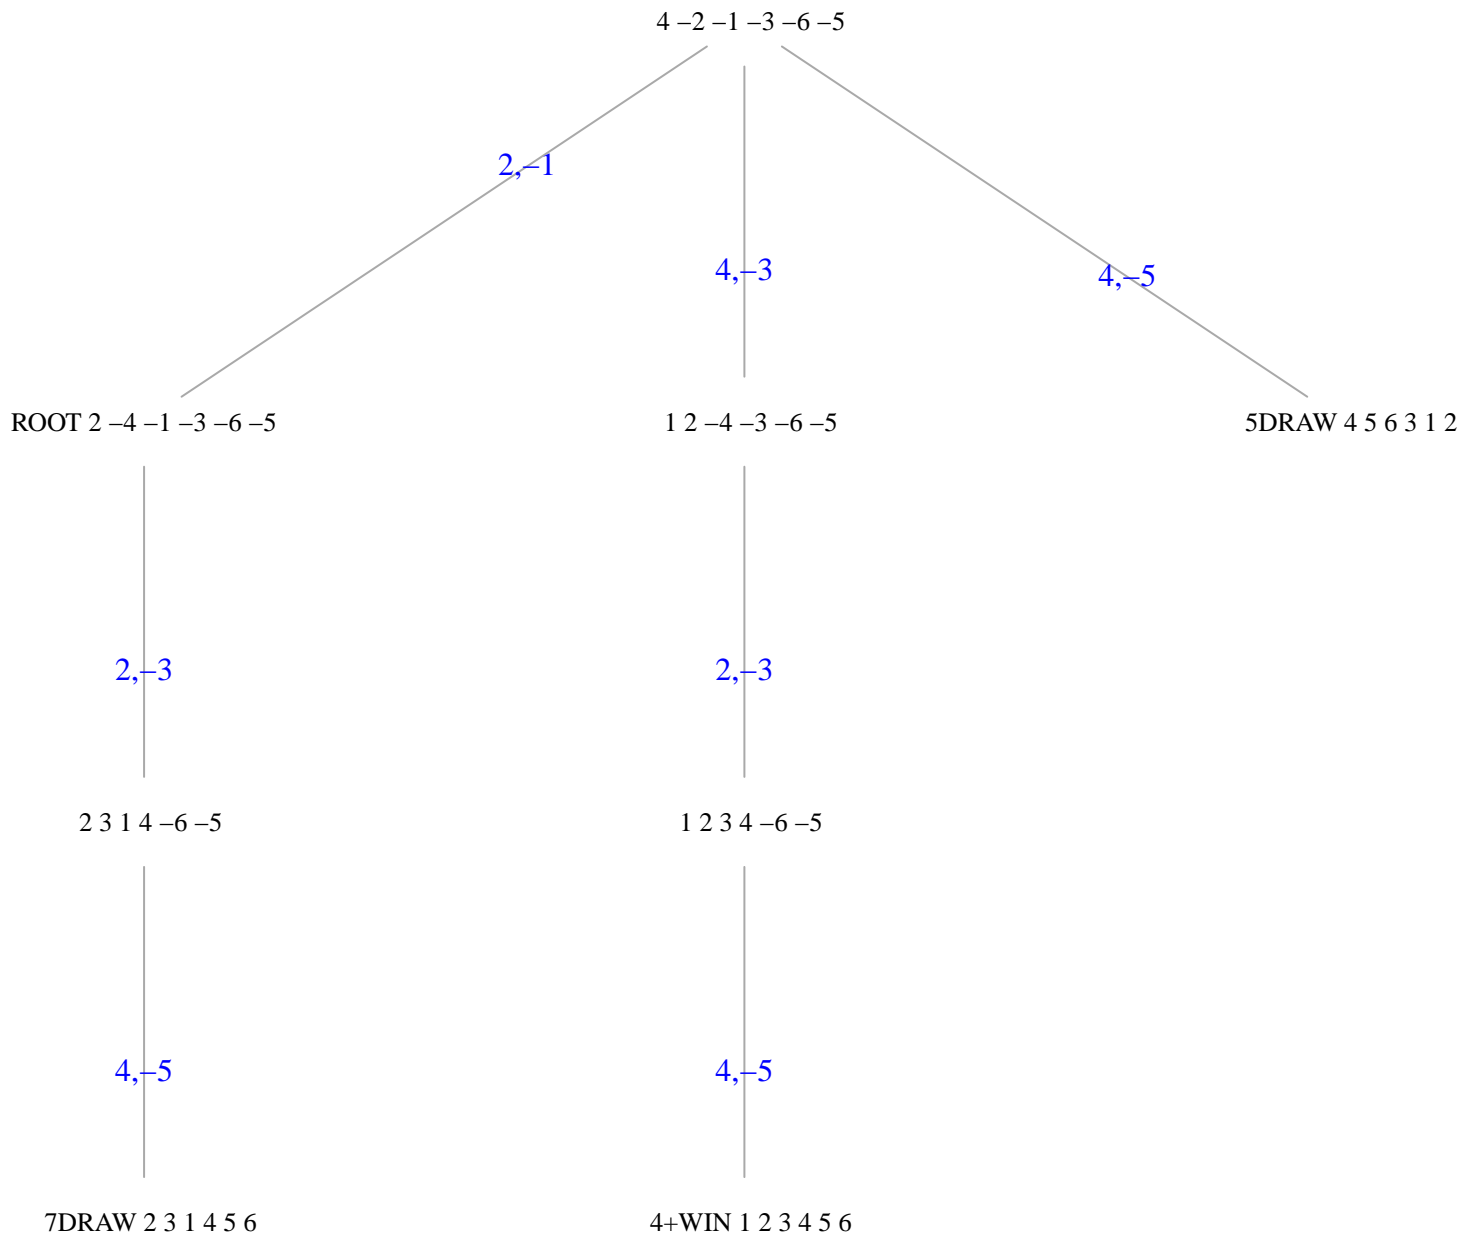 4 –2 –1 –3 –6 –5
2,–1
4,–3
4,–5
ROOT 2 –4 –1 –3 –6 –5
1 2 –4 –3 –6 –5
5DRAW 4 5 6 3 1 2
2,–3
2,–3
2 3 1 4 –6 –5
1 2 3 4 –6 –5
4,–5
4,–5
7DRAW 2 3 1 4 5 6
4+WIN 1 2 3 4 5 6